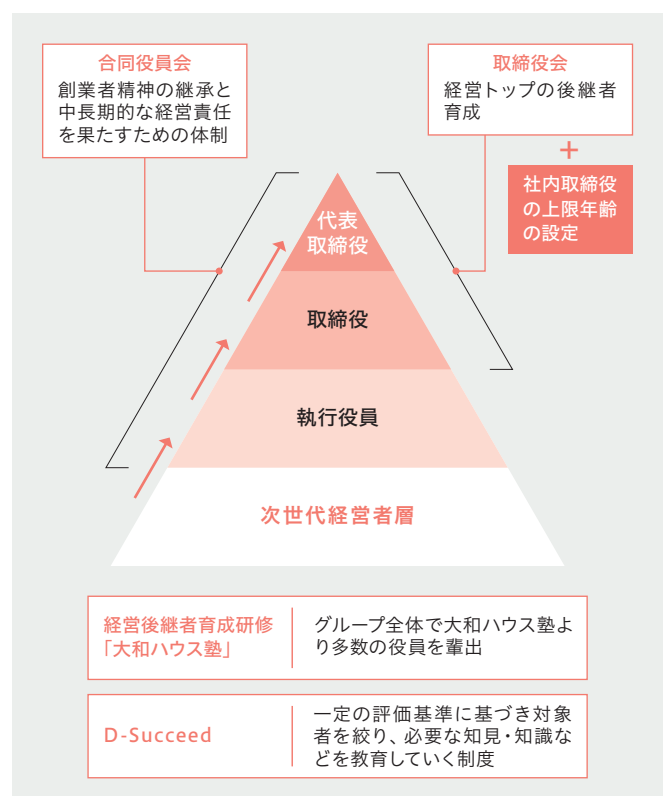 合同役員会
創業者精神の継承と
中長期的な経営責任
を果たすための体制
取締役会
経営トップの後継者
育成
+
社内取締役
の上限年齢
の設定
代表
取締役
取締役
執行役員
次世代経営者層
経営後継者育成研修
「大和ハウス塾」
グループ全体で大和ハウス塾よ
り多数の役員を輩出
D-Succeed
一定の評価基準に基づき対象
者を絞り、必要な知見・知識な
どを教育していく制度